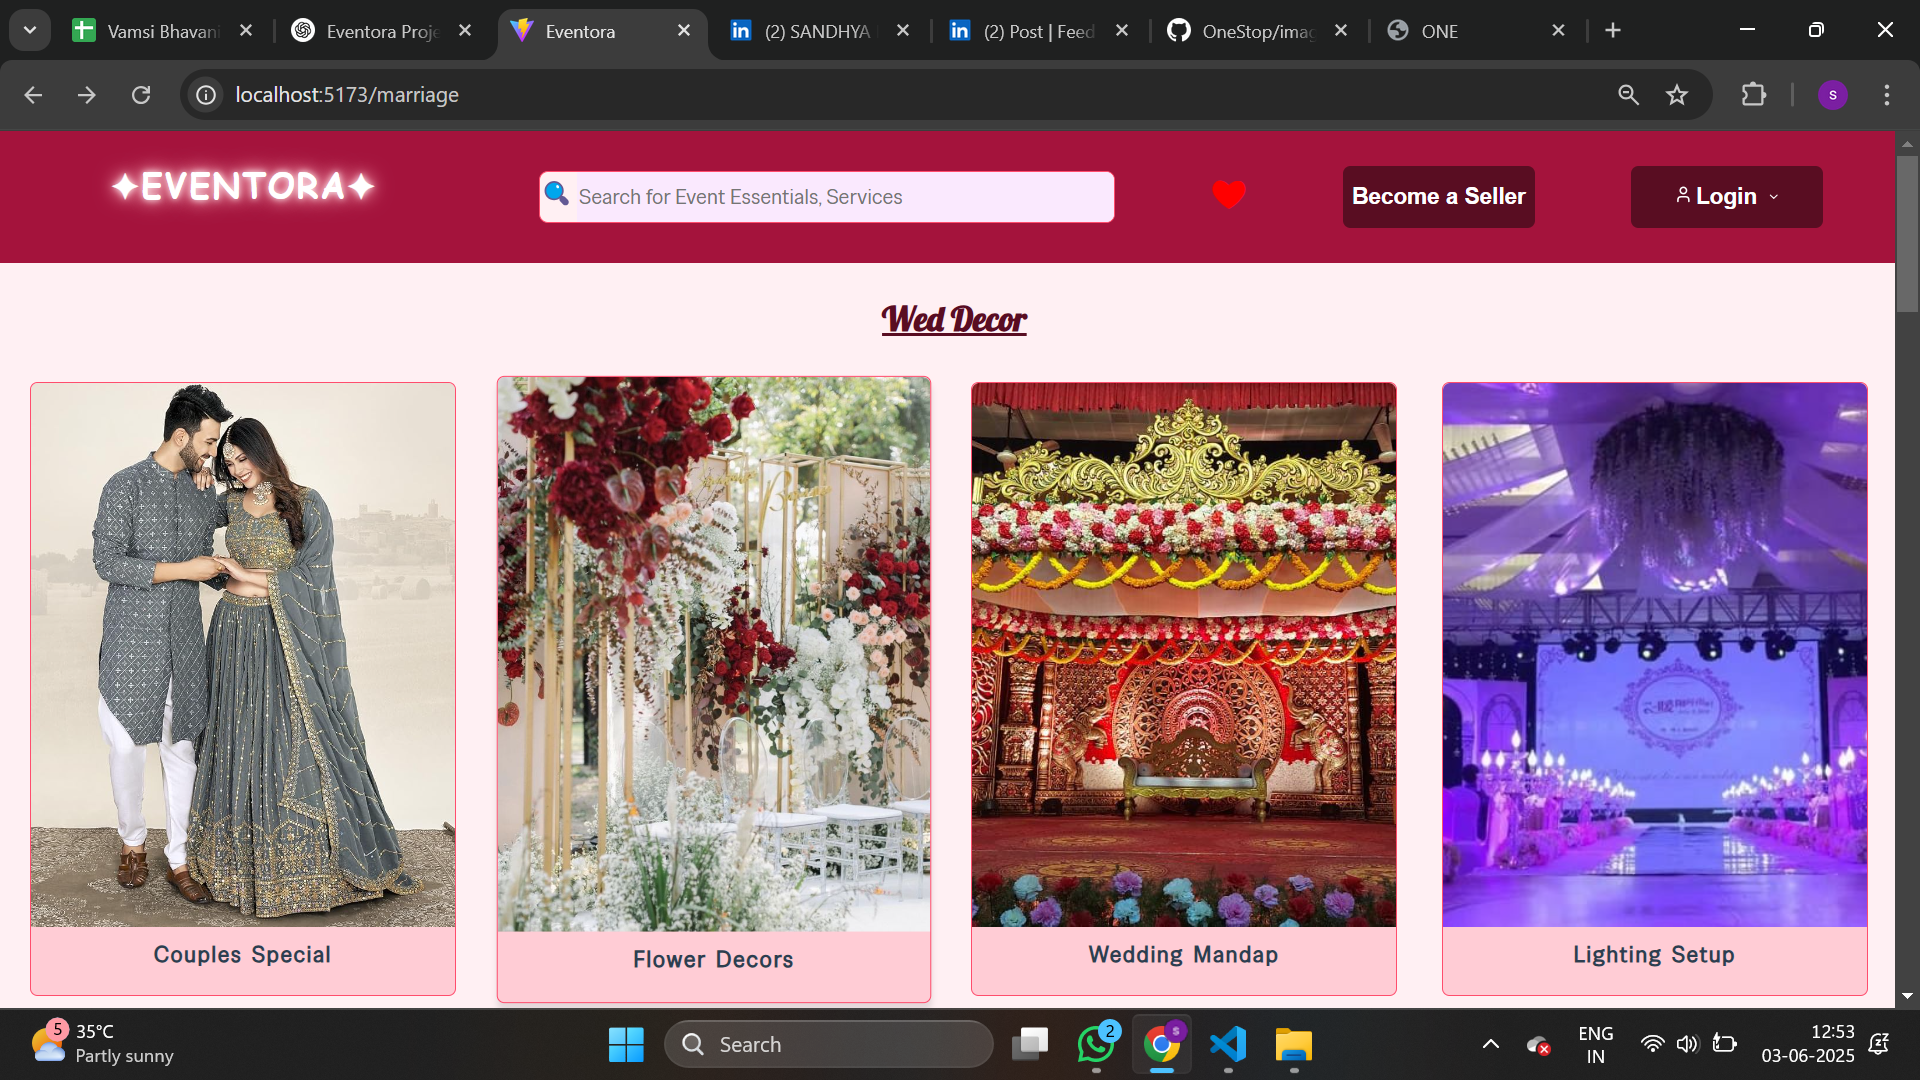 Vamsi Bhavani
Eventora Proje
Eventora
(2) SANDHYA
(2) Post | Feed
OneStop/imag
ONE
localhost:5173/marriage
S
✦EVENTORA✦
Search for Event Essentials, Services
Become a Seller
Login
Wed Decor
Couples Special
Flower Decors
Wedding Mandap
Lighting Setup
5
35°C
Partly sunny
Search
2
S
ENG
IN
12:53
03-06-2025